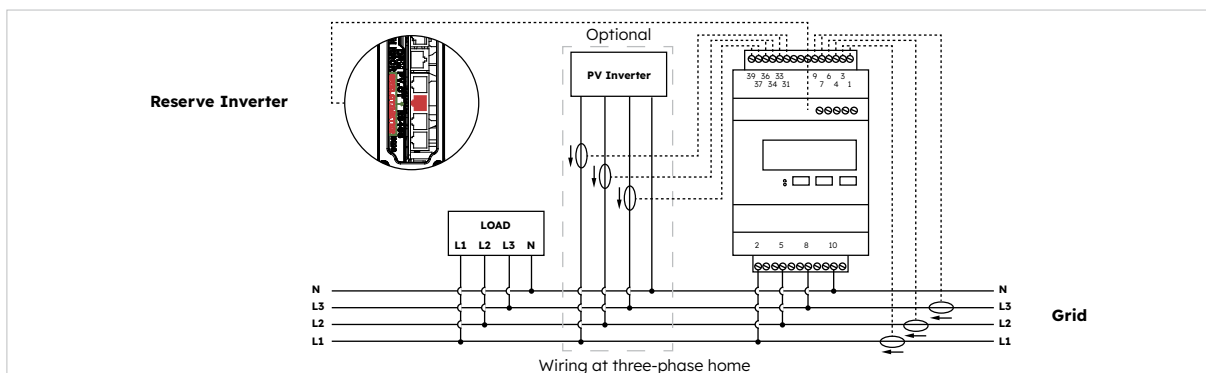 Optional
PV Inverter
Reserve Inverter
39 36 33 9 6 3
37 34 31 7 4 1
LOAD
L1 L2 L3 N
2 5 8 10
N N
L3 L3
L2 L2
L1 L1
Grid
Wiring at three-phase home